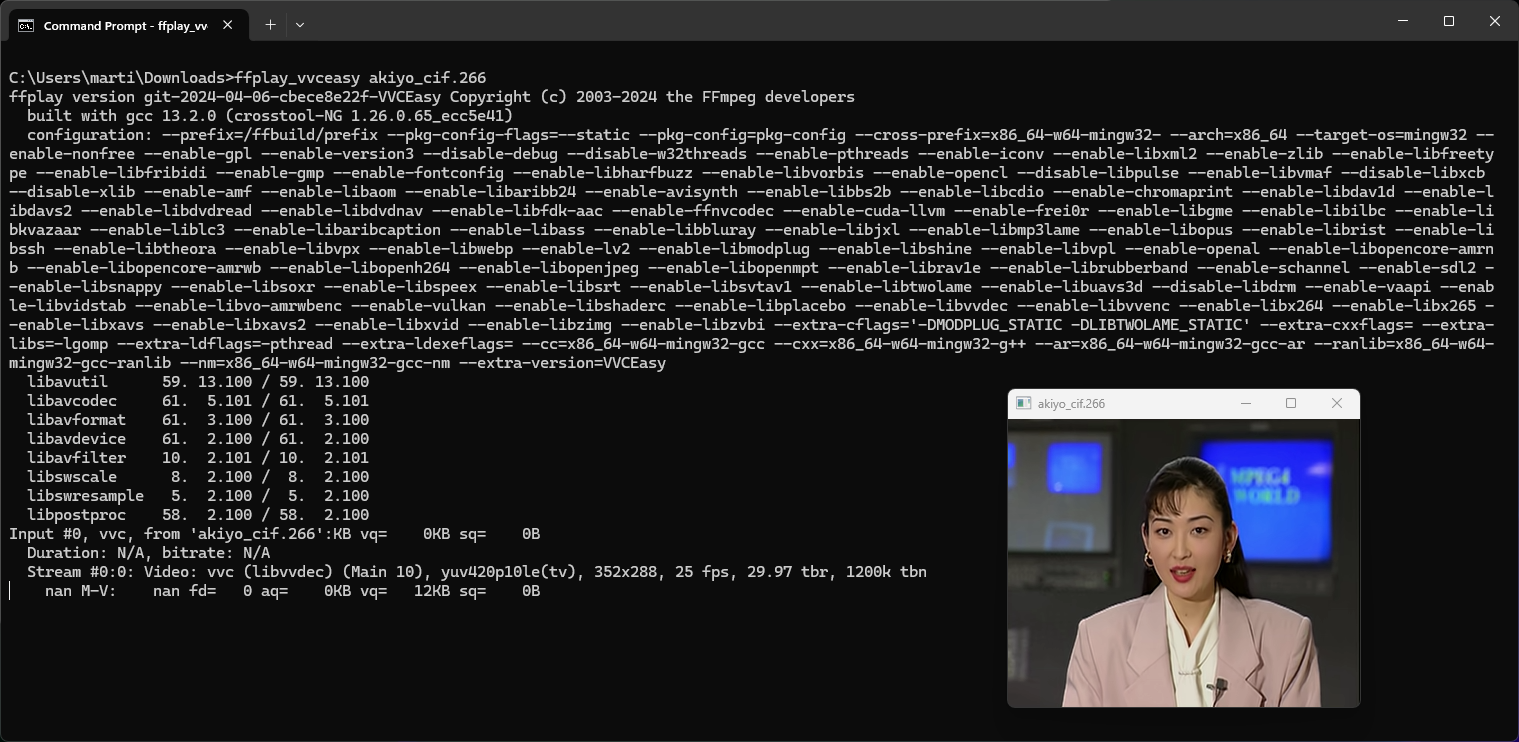 Command Prompt - ffplay_vv
C:\Users\marti\Downloads>ffplay_vvceasy akiyo_cif.266
ffplay version git-2024-04-06-cbece8e22f-VVCEasy Copyright (c) 2003-2024 the FFmpeg developers
  built with gcc 13.2.0 (crosstool-NG 1.26.0.65_ecc5e41)
  configuration: --prefix=/ffbuild/prefix --pkg-config-flags=--static --pkg-config=pkg-config --cross-prefix=x86_64-w64-mingw32- --arch=x86_64 --target-os=mingw32 --
enable-nonfree --enable-gpl --enable-version3 --disable-debug --disable-w32threads --enable-pthreads --enable-iconv --enable-libxml2 --enable-zlib --enable-libfreety
pe --enable-libfribidi --enable-gmp --enable-fontconfig --enable-libharfbuzz --enable-libvorbis --enable-opencl --disable-libpulse --enable-libvmaf --disable-libxcb
--disable-xlib --enable-amf --enable-libaom --enable-libaribb24 --enable-avisynth --enable-libbs2b --enable-libcdio --enable-chromaprint --enable-libdav1d --enable-l
ibdavs2 --enable-libdvdread --enable-libdvdnav --enable-libfdk-aac --enable-ffnvcodec --enable-cuda-llvm --enable-frei0r --enable-libgme --enable-libilbc --enable-li
bkvazaar --enable-liblc3 --enable-libaribcaption --enable-libass --enable-libbluray --enable-libjxl --enable-libmp3lame --enable-libopus --enable-librist --enable-li
bssh --enable-libtheora --enable-libvpx --enable-libwebp --enable-lv2 --enable-libmodplug --enable-libshine --enable-libvpl --enable-openal --enable-libopencore-amrn
b --enable-libopencore-amrwb --enable-libopenh264 --enable-libopenjpeg --enable-libopenmpt --enable-librav1e --enable-librubberband --enable-schannel --enable-sdl2 -
-enable-libsnappy --enable-libsoxr --enable-libspeex --enable-libsrt --enable-libsvtav1 --enable-libtwolame --enable-libuavs3d --disable-libdrm --enable-vaapi --enab
le-libvidstab --enable-libvo-amrwbenc --enable-vulkan --enable-libshaderc --enable-libplacebo --enable-libvvdec --enable-libvvenc --enable-libx264 --enable-libx265 -
-enable-libxavs --enable-libxavs2 --enable-libxvid --enable-libzimg --enable-libzvbi --extra-cflags='-DMODPLUG_STATIC -DLIBTWOLAME_STATIC' --extra-cxxflags= --extra-
libs=-lgomp --extra-ldflags=-pthread --extra-ldexeflags= --cc=x86_64-w64-mingw32-gcc --cxx=x86_64-w64-mingw32-g++ --ar=x86_64-w64-mingw32-gcc-ar --ranlib=x86_64-w64-
mingw32-gcc-ranlib --nm=x86_64-w64-mingw32-gcc-nm --extra-version=VVCEasy
  libavutil      59. 13.100 / 59. 13.100
  libavcodec     61.  5.101 / 61.  5.101
  libavformat    61.  3.100 / 61.  3.100
  libavdevice    61.  2.100 / 61.  2.100
  libavfilter    10.  2.101 / 10.  2.101
  libswscale      8.  2.100 /  8.  2.100
  libswresample   5.  2.100 /  5.  2.100
  libpostproc    58.  2.100 / 58.  2.100
Input #0, vvc, from 'akiyo_cif.266':KB vq=    0KB sq=    0B
  Duration: N/A, bitrate: N/A
  Stream #0:0: Video: vvc (libvvdec) (Main 10), yuv420p10le(tv), 352x288, 25 fps, 29.97 tbr, 1200k tbn
    nan M-V:    nan fd=   0 aq=    0KB vq=   12KB sq=    0B
akiyo_cif.266
MPEG4
WORLD